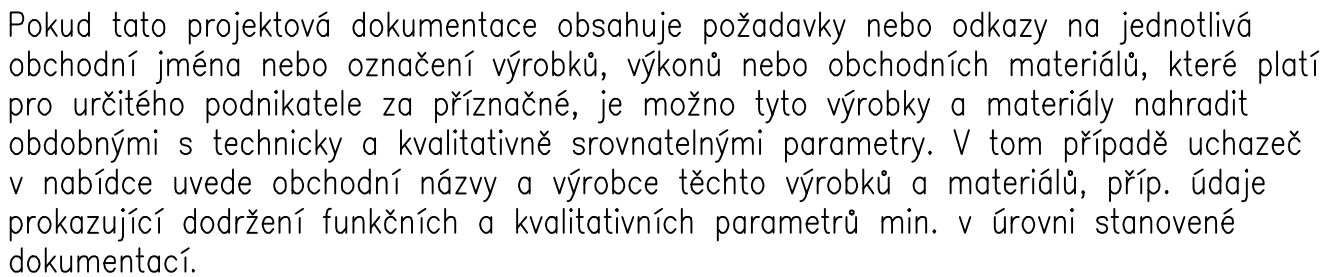 Pokud tato projektová dokumentace obsahuje požadavky nebo odkazy na jednotlivá
obchodní jména nebo označení výrobků, výkonů nebo obchodních materiálů, které platí
pro určitého podnikatele za příznačné, je možno tyto výrobky a materiály nahradit
obdobnými s technicky a kvalitativně srovnatelnými parametry. V tom případě uchazeč
v nabídce uvede obchodní názvy a výrobce těchto výrobků a materiálů, příp. údaje
prokazující dodržení funkčních a kvalitativních parametrů min. v úrovni stanovené
dokumentací.